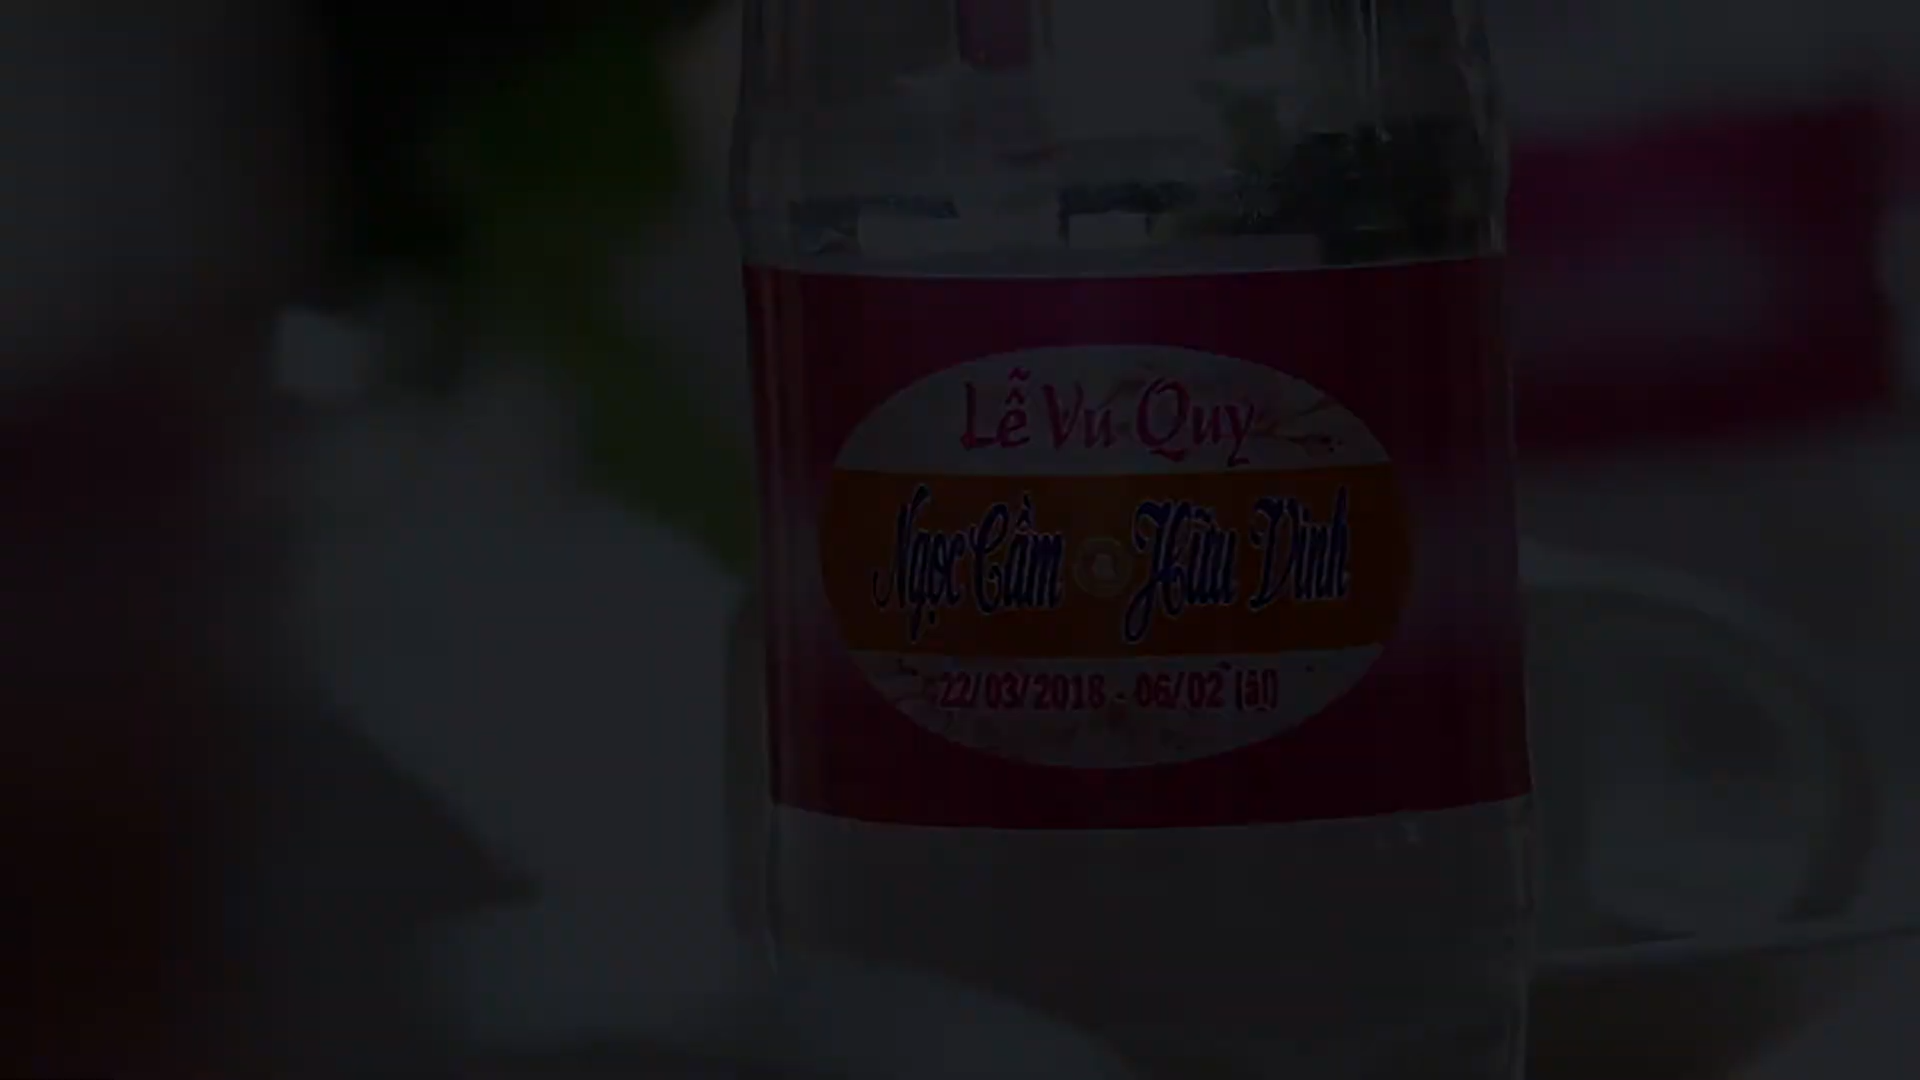 Lễ Vu Quy
Ngọc Cầm Hữu Vinh
22/03/2018 - 06/02 (âl)